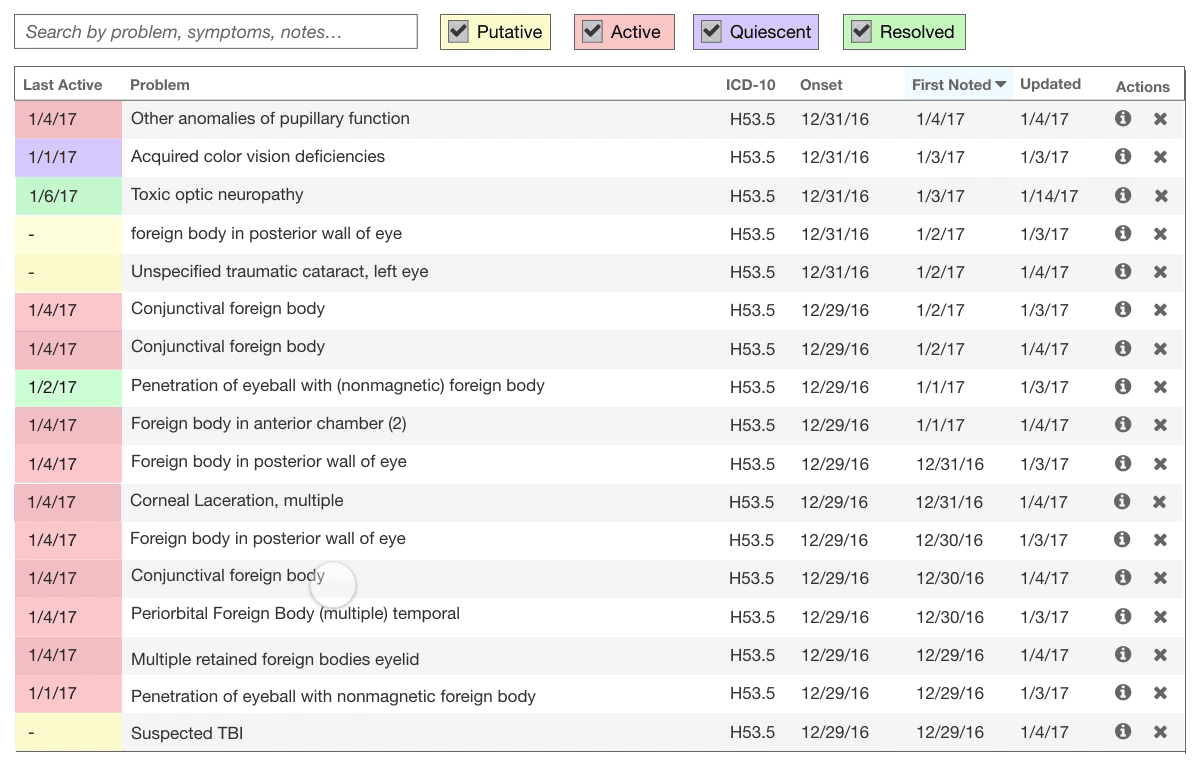 Search by problem, symptoms, notes… Putative Active Quiescent Resolved
Last Active Problem ICD-10 Onset First Noted Updated Actions
1/4/17 Other anomalies of pupillary function H53.5 12/31/16 1/4/17 1/4/17
1/1/17 Acquired color vision deficiencies H53.5 12/31/16 1/3/17 1/3/17
1/6/17 Toxic optic neuropathy H53.5 12/31/16 1/3/17 1/14/17
- foreign body in posterior wall of eye H53.5 12/31/16 1/2/17 1/3/17
- Unspecified traumatic cataract, left eye H53.5 12/31/16 1/2/17 1/4/17
1/4/17 Conjunctival foreign body H53.5 12/29/16 1/2/17 1/3/17
1/4/17 Conjunctival foreign body H53.5 12/29/16 1/2/17 1/4/17
1/2/17 Penetration of eyeball with (nonmagnetic) foreign body H53.5 12/29/16 1/1/17 1/3/17
1/4/17 Foreign body in anterior chamber (2) H53.5 12/29/16 1/1/17 1/4/17
1/4/17 Foreign body in posterior wall of eye H53.5 12/29/16 12/31/16 1/3/17
1/4/17 Corneal Laceration, multiple H53.5 12/29/16 12/31/16 1/4/17
1/4/17 Foreign body in posterior wall of eye H53.5 12/29/16 12/30/16 1/3/17
1/4/17 Conjunctival foreign body H53.5 12/29/16 12/30/16 1/4/17
1/4/17 Periorbital Foreign Body (multiple) temporal H53.5 12/29/16 12/30/16 1/3/17
1/4/17 Multiple retained foreign bodies eyelid H53.5 12/29/16 12/29/16 1/4/17
1/1/17 Penetration of eyeball with nonmagnetic foreign body H53.5 12/29/16 12/29/16 1/3/17
- Suspected TBI H53.5 12/29/16 12/29/16 1/4/17